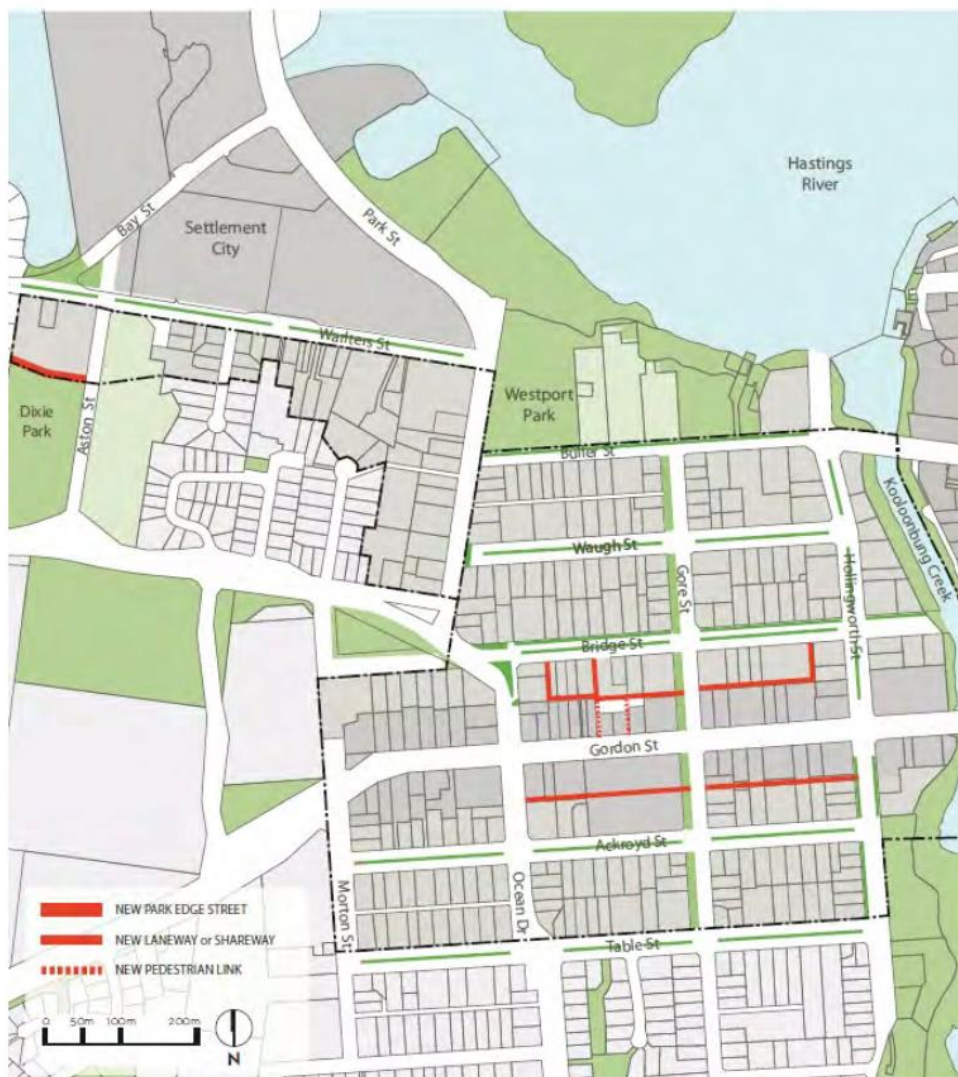 Hastings
River
Bay St
Settlement
City
Park St
Warlters St
Dixie
Park
Aston St
Westport
Park
Buller St
Kooloonbung Creek
Waugh St
Gore St
Hollingworth St
Bridge St
Gordon St
Ackroyd St
Morton St
Ocean Dr
Table St
NEW PARK EDGE STREET
NEW LANEWAY or SHAREWAY
NEW PEDESTRIAN LINK
0 50m 100m 200m
N